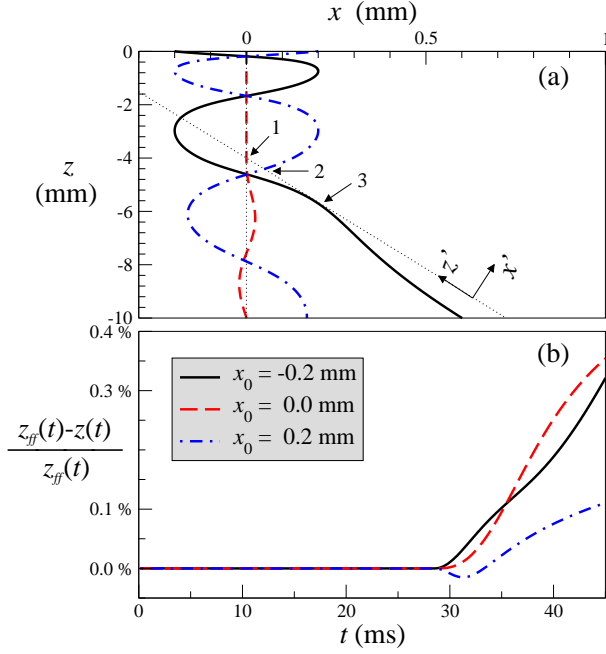 x (mm)
0 0.5 1
(a)
0
-2
-4
-6
-8
-10
z
(mm)
1
2
3
z'
x'
(b)
0.4 %
0.3 %
0.1 %
0.0 %
x0 = -0.2 mm
x0 = 0.0 mm
x0 = 0.2 mm
zff(t)-z(t)
zff(t)
0 10 20 30 40
t (ms)